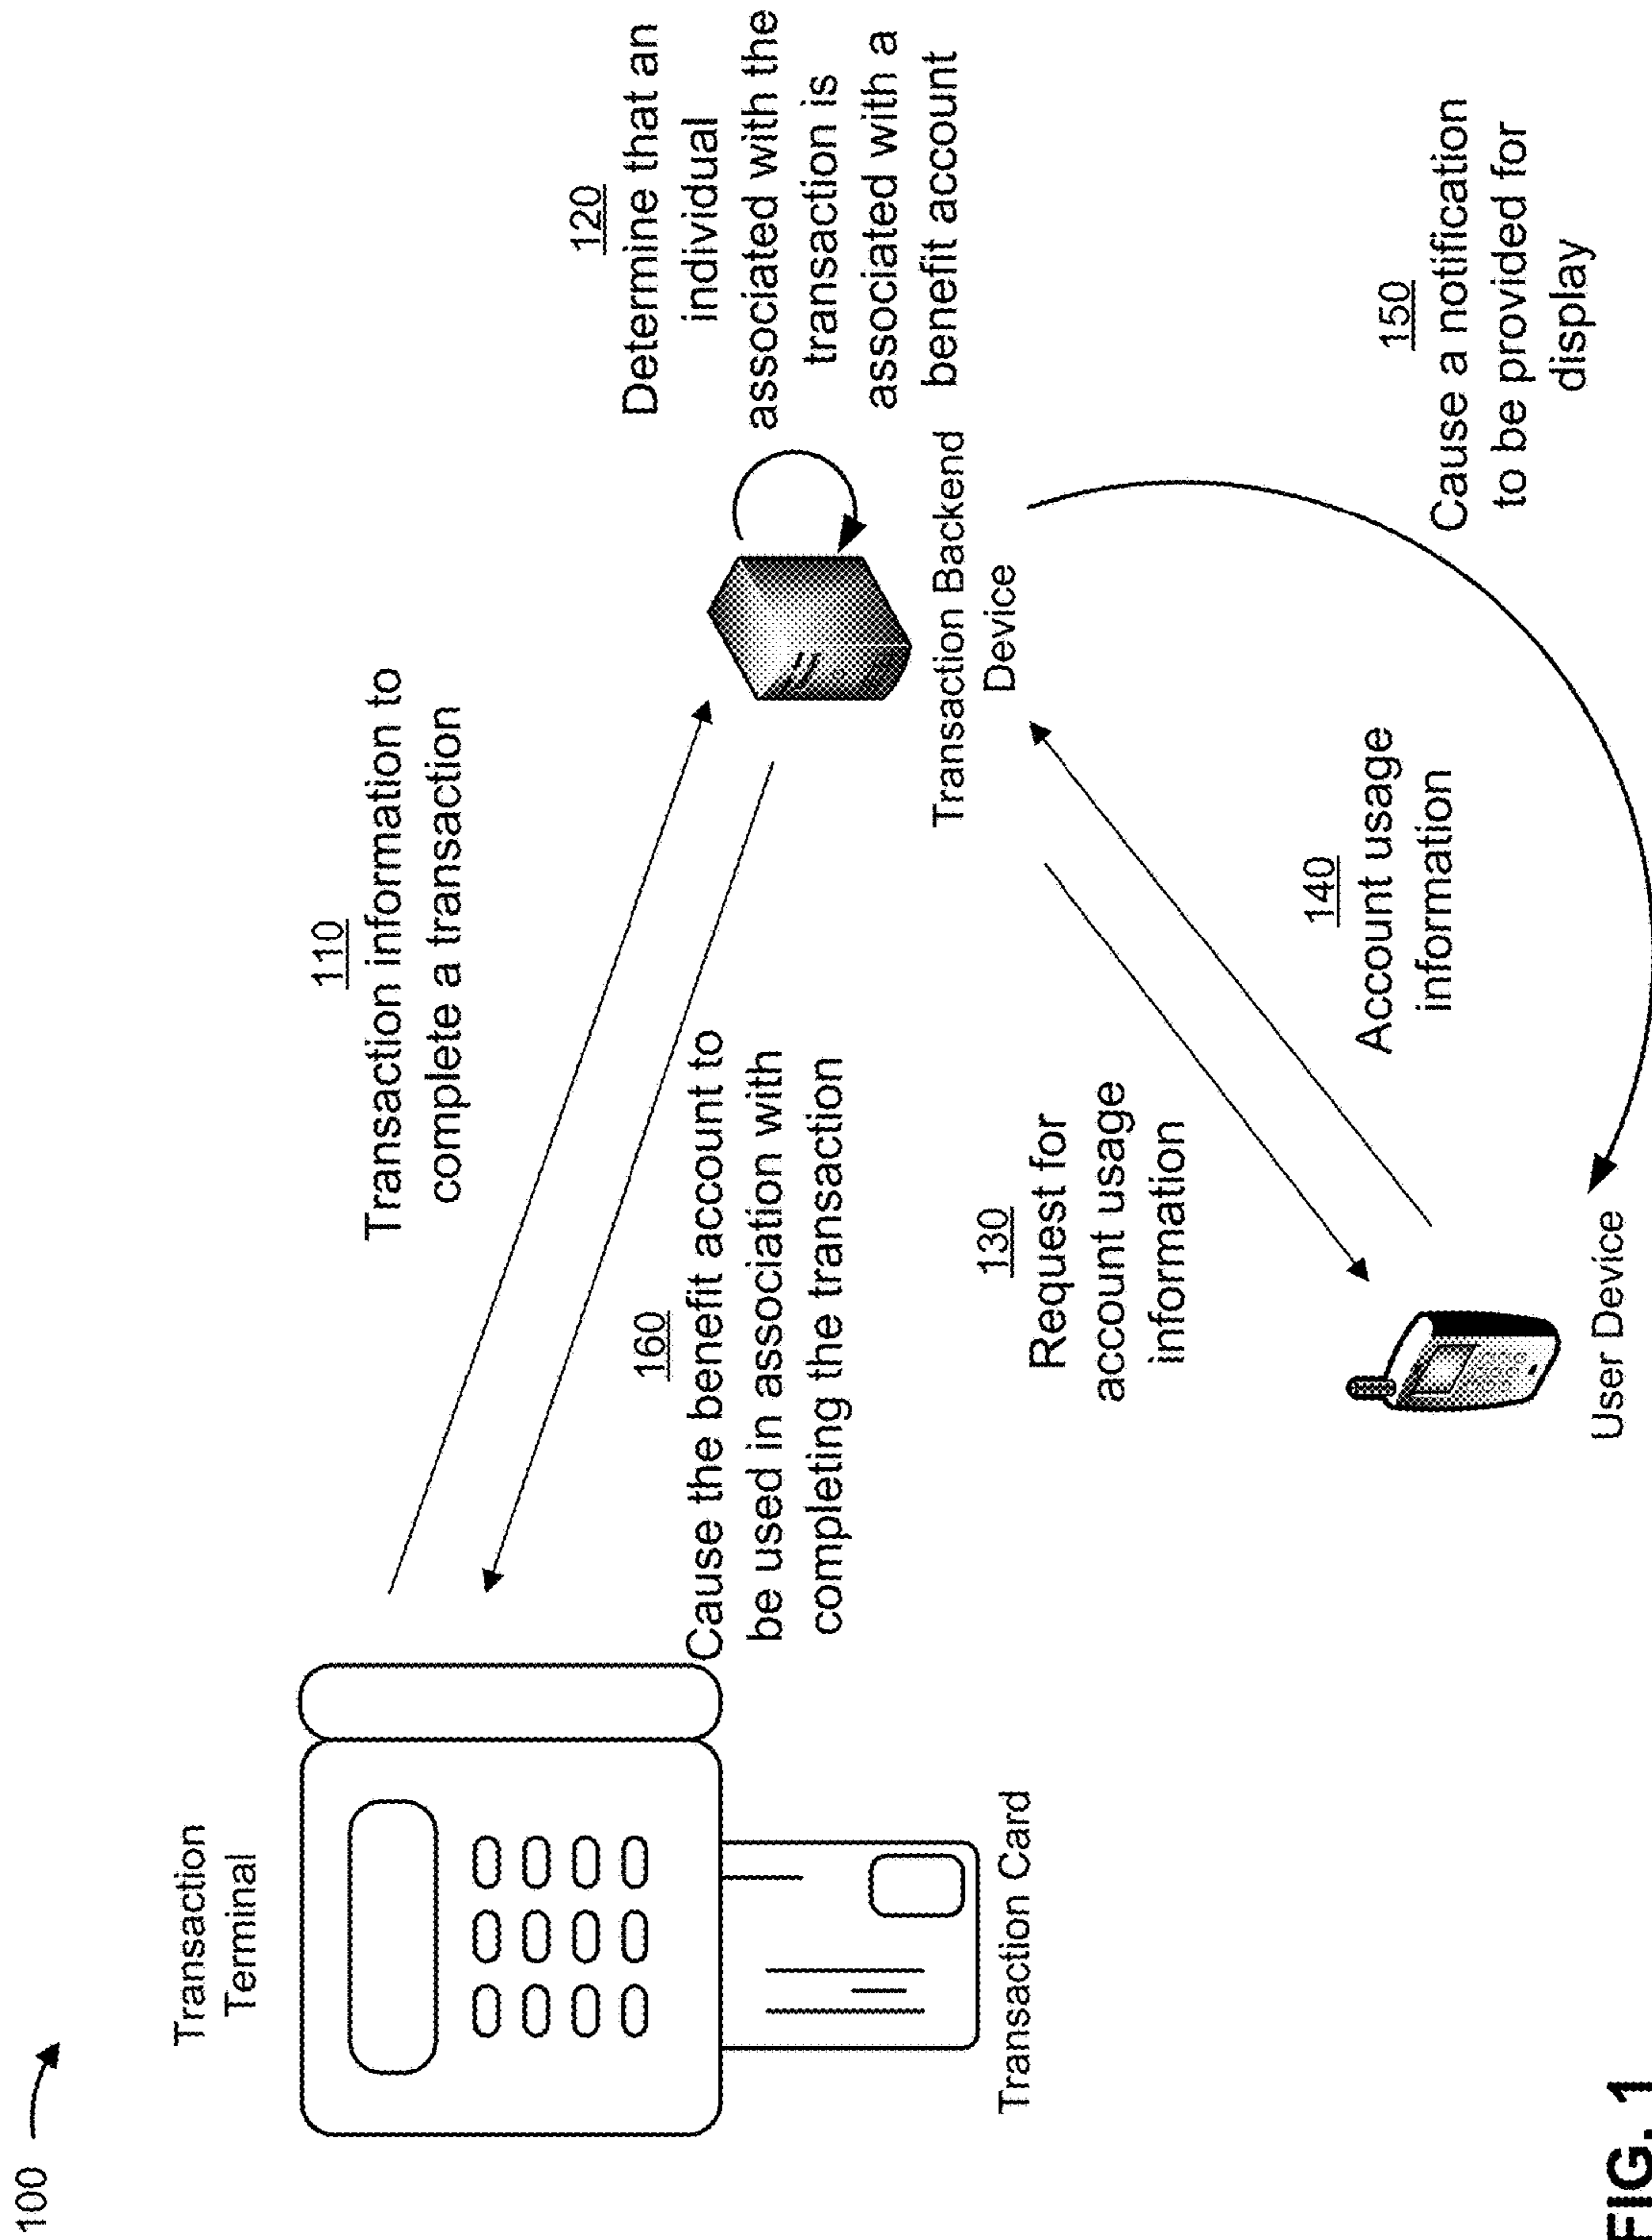 100
Transaction
Terminal
Transaction Card
110
Transaction information to
complete a transaction
160
Cause the benefit account to
be used in association with
completing the transaction
120
Determine that an
individual
associated with the
transaction is
associated with a
benefit account
Transaction Backend
Device
130
Request for
account usage
information
140
Account usage
information
150
Cause a notification
to be provided for
display
User Device
FIG. 1